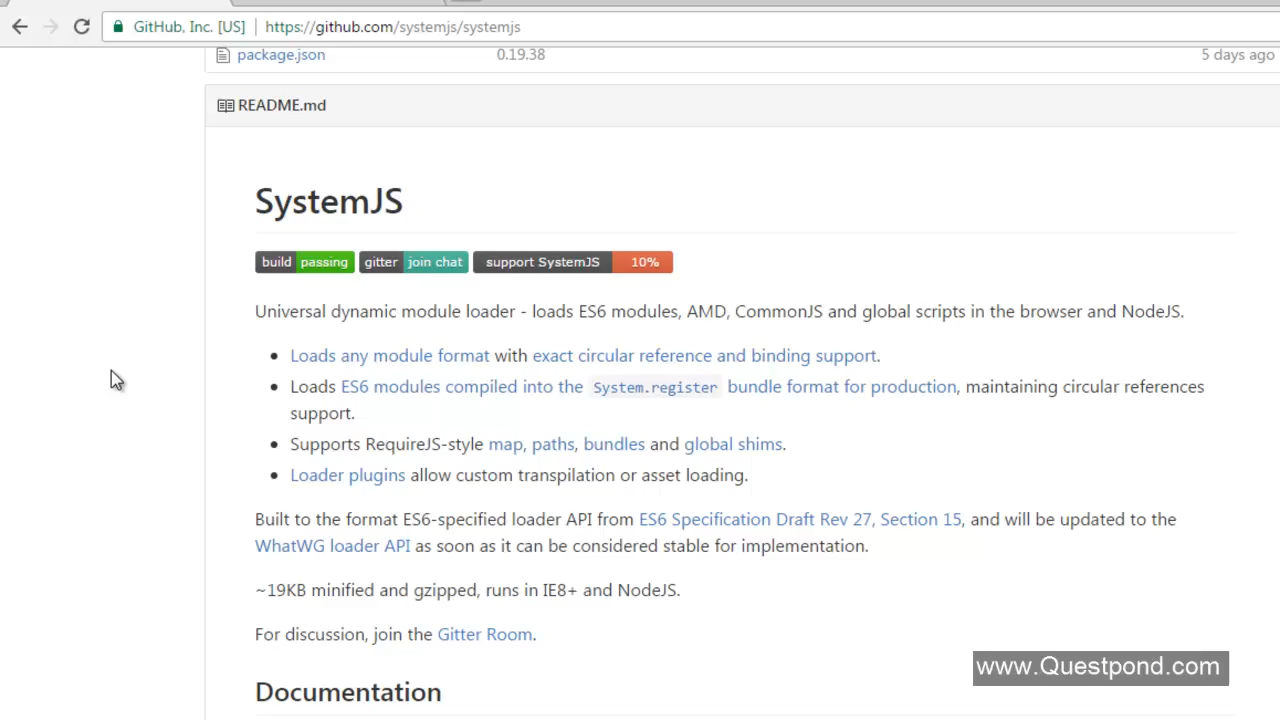 GitHub, Inc. [US] https://github.com/systemjs/systemjs
package.json 0.19.38 5 days ago
README.md
SystemJS
build passing gitter join chat support SystemJS 10%
Universal dynamic module loader - loads ES6 modules, AMD, CommonJS and global scripts in the browser and NodeJS.
Loads any module format with exact circular reference and binding support.
Loads ES6 modules compiled into the System.register bundle format for production, maintaining circular references
support.
Supports RequireJS-style map, paths, bundles and global shims.
Loader plugins allow custom transpilation or asset loading.
Built to the format ES6-specified loader API from ES6 Specification Draft Rev 27, Section 15, and will be updated to the
WhatWG loader API as soon as it can be considered stable for implementation.
~19KB minified and gzipped, runs in IE8+ and NodeJS.
For discussion, join the Gitter Room.
www.Questpond.com
Documentation